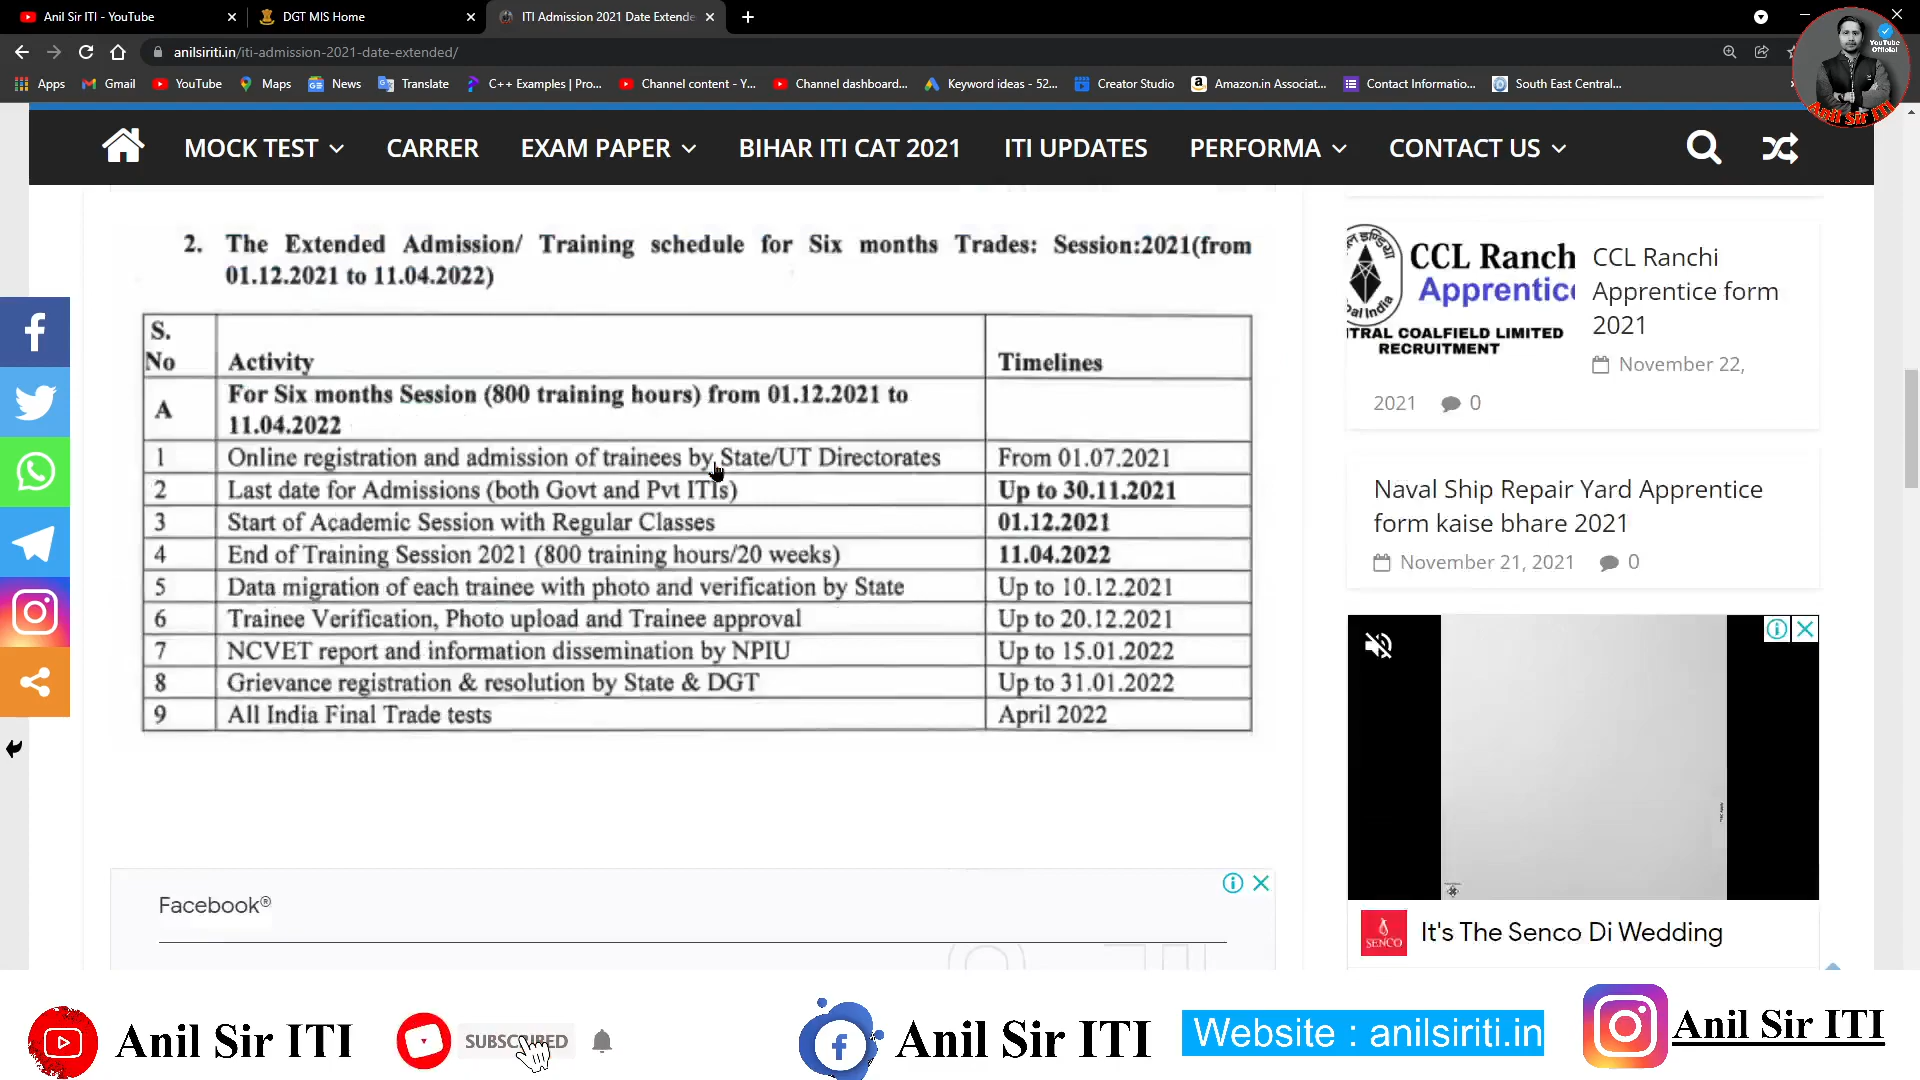 Anil Sir ITI - YouTube
DGT MIS Home
ITI Admission 2021 Date Extende
anilsiriti.in/iti-admission-2021-date-extended/
YouTube
Official
Anil Sir ITI
Apps Gmail YouTube Maps News Translate C++ Examples | Pro... Channel content - Y... Channel dashboard... Keyword ideas - 52... Creator Studio Amazon.in Associat... Contact Informatio... South East Central...
MOCK TEST CARRER EXAM PAPER BIHAR ITI CAT 2021 ITI UPDATES PERFORMA CONTACT US
2. The Extended Admission/ Training schedule for Six months Trades: Session:2021(from
01.12.2021 to 11.04.2022)
S.
No Activity Timelines
A For Six months Session (800 training hours) from 01.12.2021 to
11.04.2022
1 Online registration and admission of trainees by State/UT Directorates From 01.07.2021
2 Last date for Admissions (both Govt and Pvt ITIs) Up to 30.11.2021
3 Start of Academic Session with Regular Classes 01.12.2021
4 End of Training Session 2021 (800 training hours/20 weeks) 11.04.2022
5 Data migration of each trainee with photo and verification by State Up to 10.12.2021
6 Trainee Verification, Photo upload and Trainee approval Up to 20.12.2021
7 NCVET report and information dissemination by NPIU Up to 15.01.2022
8 Grievance registration & resolution by State & DGT Up to 31.01.2022
9 All India Final Trade tests April 2022
CCL Ranch
Apprentic
TRAL COALFIELD LIMITED
RECRUITMENT
CCL Ranchi
Apprentice form
2021
November 22,
2021 0
Naval Ship Repair Yard Apprentice
form kaise bhare 2021
November 21, 2021 0
SENCO
It's The Senco Di Wedding
Facebook®
Anil Sir ITI
SUBSCRIBED
Anil Sir ITI
Website : anilsiriti.in
Anil Sir ITI